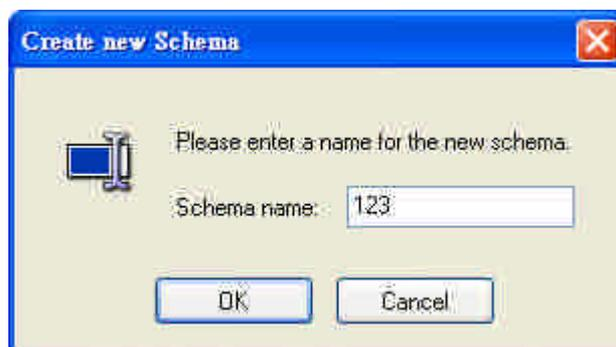 Create new Schema
Please enter a name for the new schema.
Schema name: 123
OK Cancel